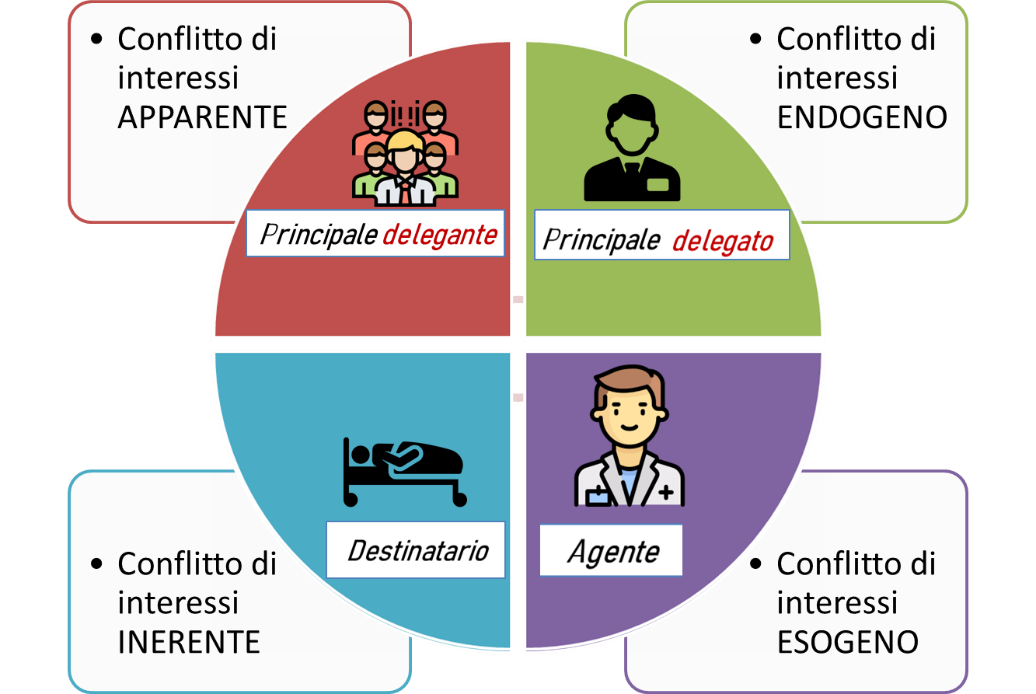 • Conflitto di
interessi
APPARENTE
• Conflitto di
interessi
ENDOGENO
Principale delegante
Principale delegato
Destinatario
Agente
• Conflitto di
interessi
INERENTE
• Conflitto di
interessi
ESOGENO